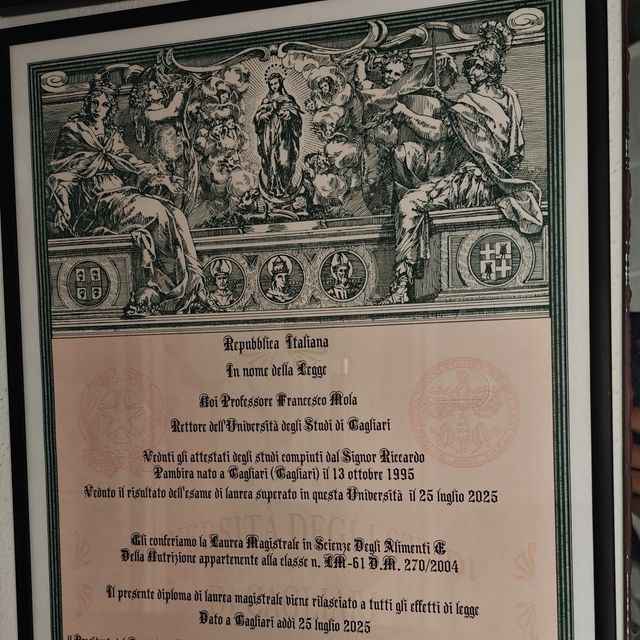 Repubblica Italiana
In nome della Legge
Noi Professore Francesco Mola
Rettore dell'Università degli Studi di Cagliari
Veduti gli attestati degli studi compiuti dal Signor Riccardo
Pambira nato a Cagliari (Cagliari) il 13 ottobre 1995
Veduto il risultato dell'esame di laurea superato in questa Università il 25 luglio 2025
Gli conferiamo la Laurea Magistrale in Scienze Degli Alimenti E
Della Nutrizione appartenente alla classe n. LM-61 D.M. 270/2004
Il presente diploma di laurea magistrale viene rilasciato a tutti gli effetti di legge
Dato a Cagliari addì 25 luglio 2025